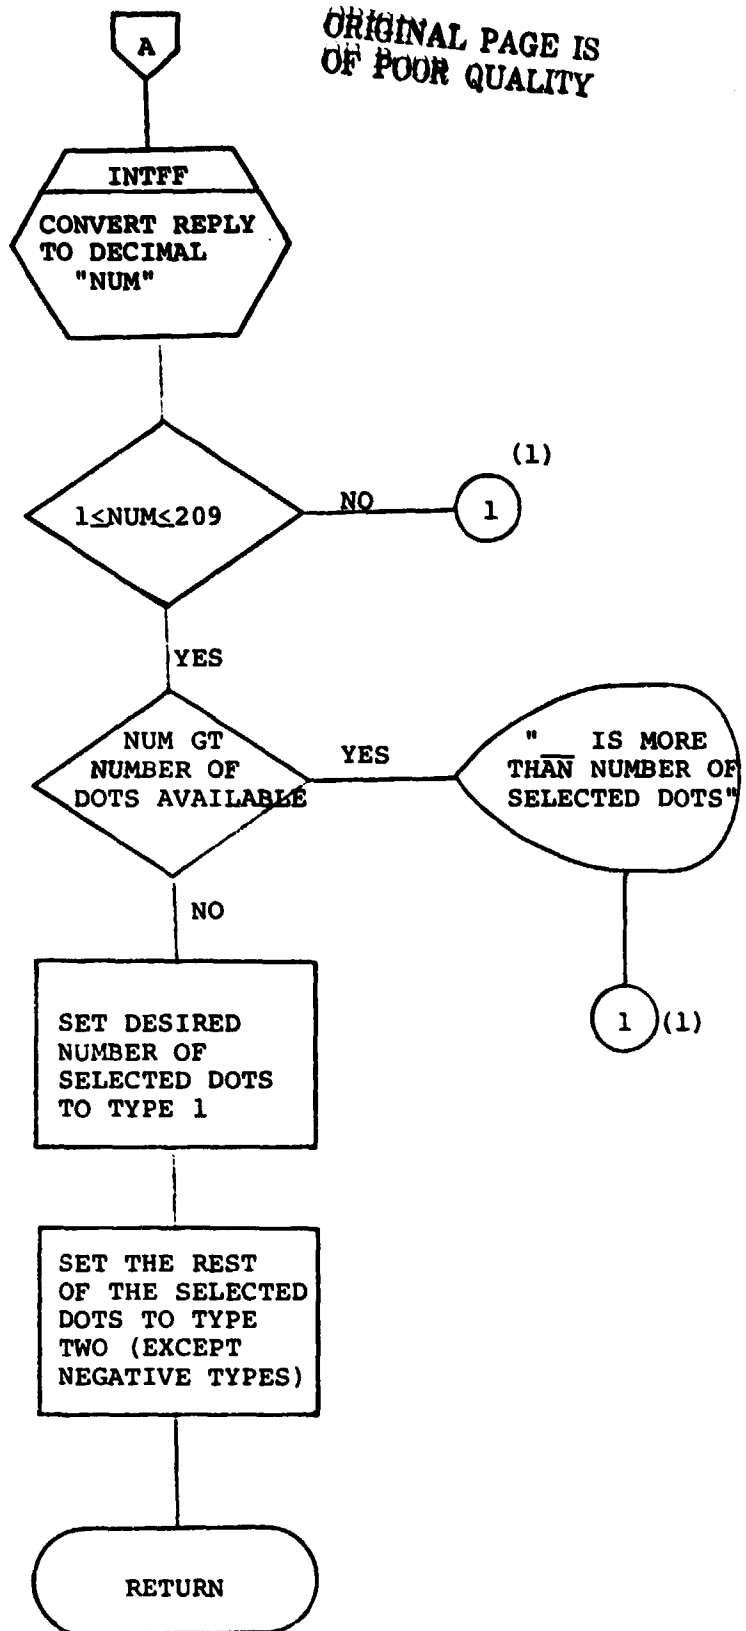 A
ORIGINAL PAGE IS
OF POOR QUALITY
INTFF
CONVERT REPLY
TO DECIMAL
"NUM"
1≤NUM≤209
NO
(1)
1
YES
NUM GT
NUMBER OF
DOTS AVAILABLE
YES
"__ IS MORE
THAN NUMBER OF
SELECTED DOTS"
NO
1 (1)
SET DESIRED
NUMBER OF
SELECTED DOTS
TO TYPE 1
SET THE REST
OF THE SELECTED
DOTS TO TYPE
TWO (EXCEPT
NEGATIVE TYPES)
RETURN